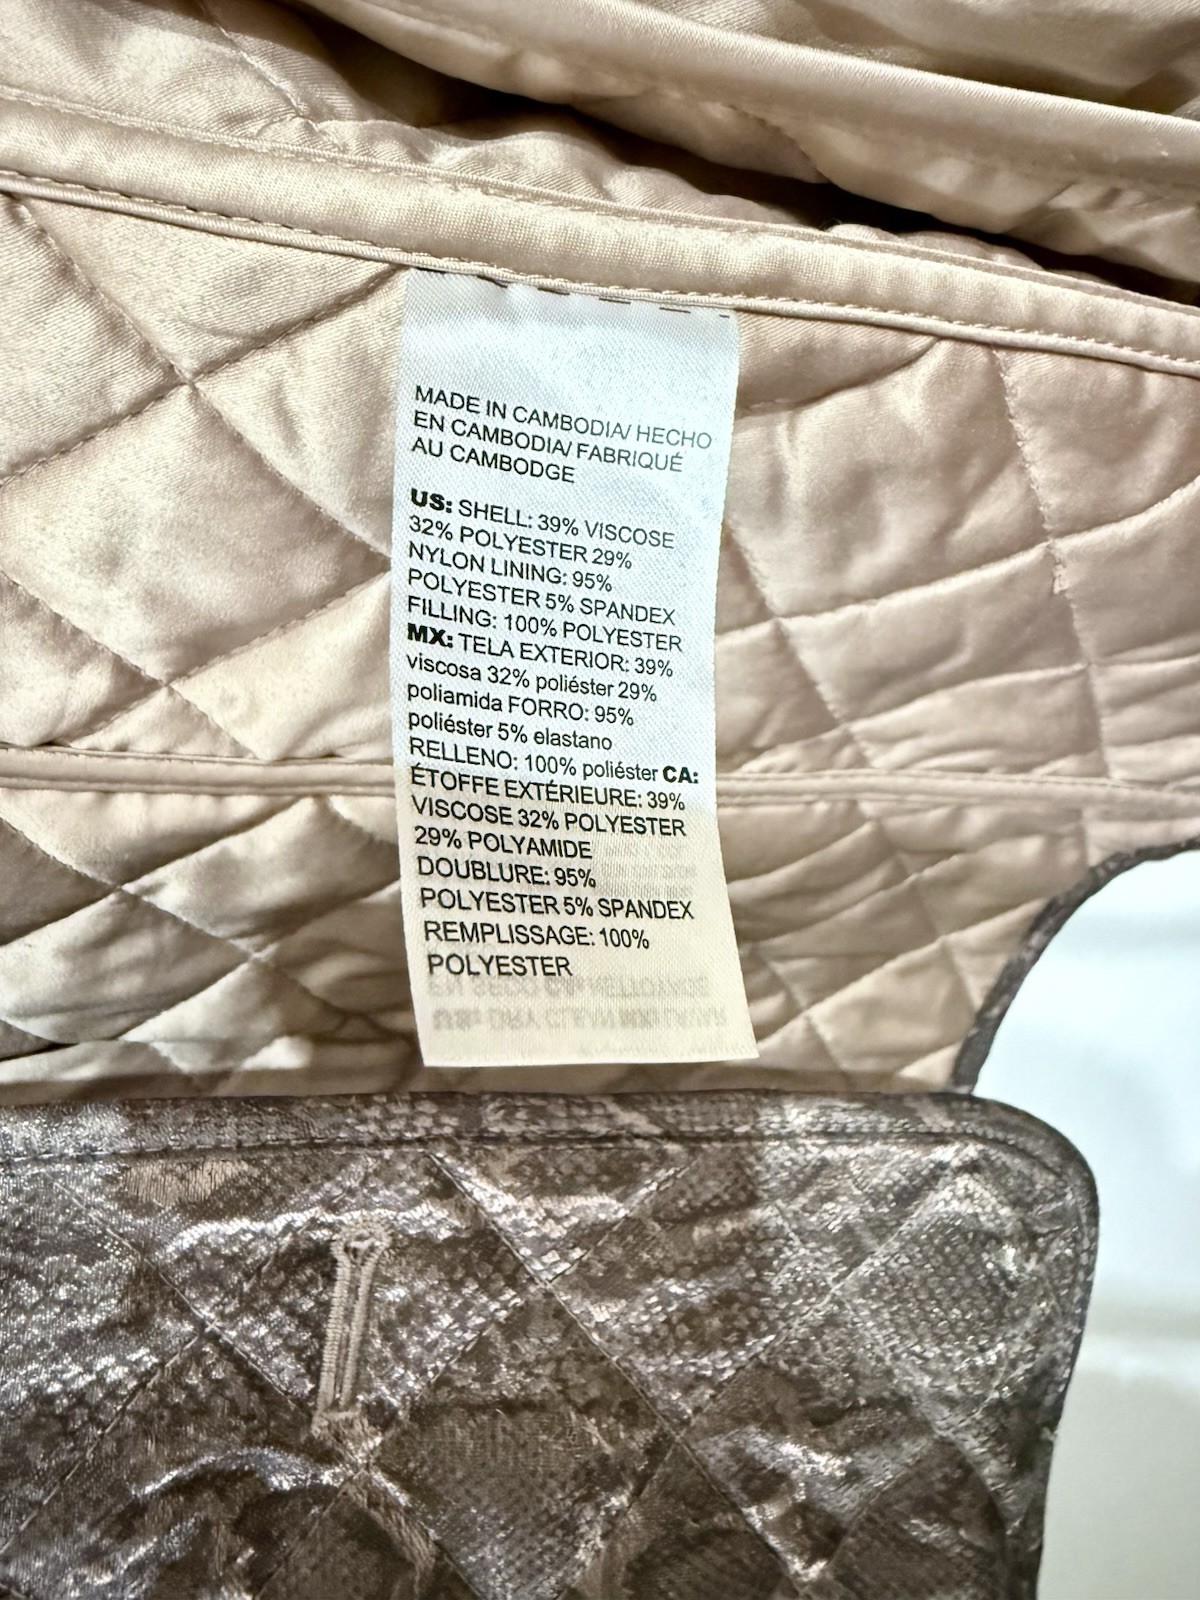 MADE IN CAMBODIA/ HECHO
EN CAMBODIA/ FABRIQUÉ
AU CAMBODGE
US: SHELL: 39% VISCOSE
32% POLYESTER 29%
NYLON LINING: 95%
POLYESTER 5% SPANDEX
FILLING: 100% POLYESTER
MX: TELA EXTERIOR: 39%
viscosa 32% poliéster 29%
poliamida FORRO: 95%
poliéster 5% elastano
RELLENO: 100% poliéster CA:
ÉTOFFE EXTÉRIEURE: 39%
VISCOSE 32% POLYESTER
29% POLYAMIDE
DOUBLURE: 95%
POLYESTER 5% SPANDEX
REMPLISSAGE: 100%
POLYESTER